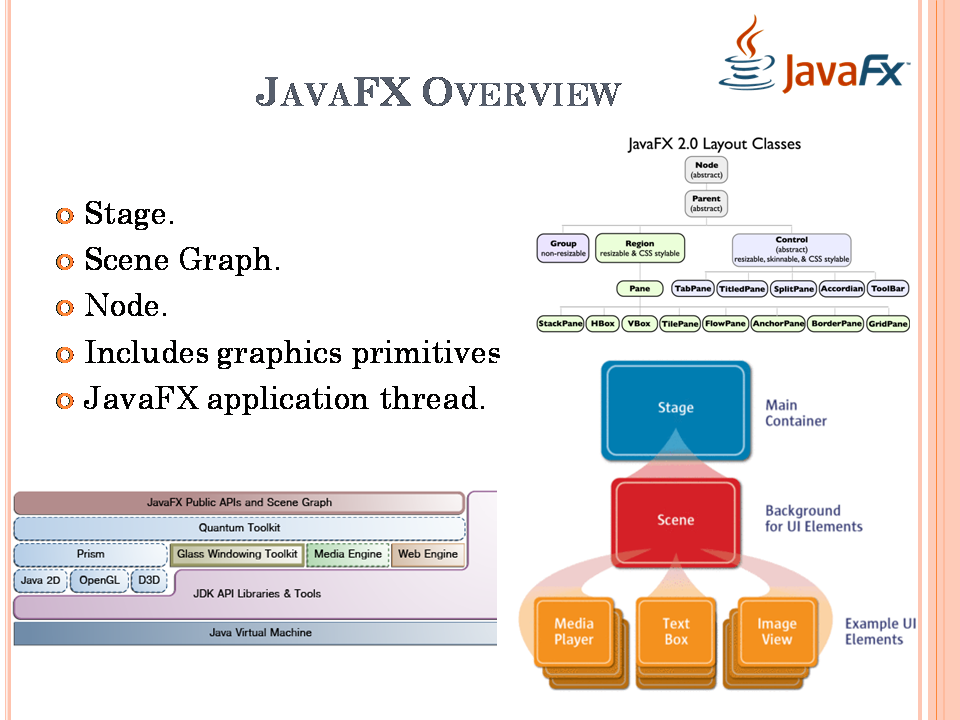 JavaFx™
JAVAFX OVERVIEW
Stage.
Scene Graph.
Node.
Includes graphics primitives
JavaFX application thread.
JavaFX 2.0 Layout Classes
Node
(abstract)
Parent
(abstract)
Group
non-resizable
Region
resizable & CSS stylable
Control
(abstract)
resizable, skinnable, & CSS stylable
Pane
TabPane
TitledPane
SplitPane
Accordian
ToolBar
StackPane
HBox
VBox
TilePane
FlowPane
AnchorPane
BorderPane
GridPane
Stage
Main
Container
Scene
Background
for UI Elements
Media
Player
Text
Box
Image
View
Example UI
Elements
JavaFX Public APIs and Scene Graph
Quantum Toolkit
Prism
Glass Windowing Toolkit
Media Engine
Web Engine
Java 2D
OpenGL
D3D
JDK API Libraries & Tools
Java Virtual Machine